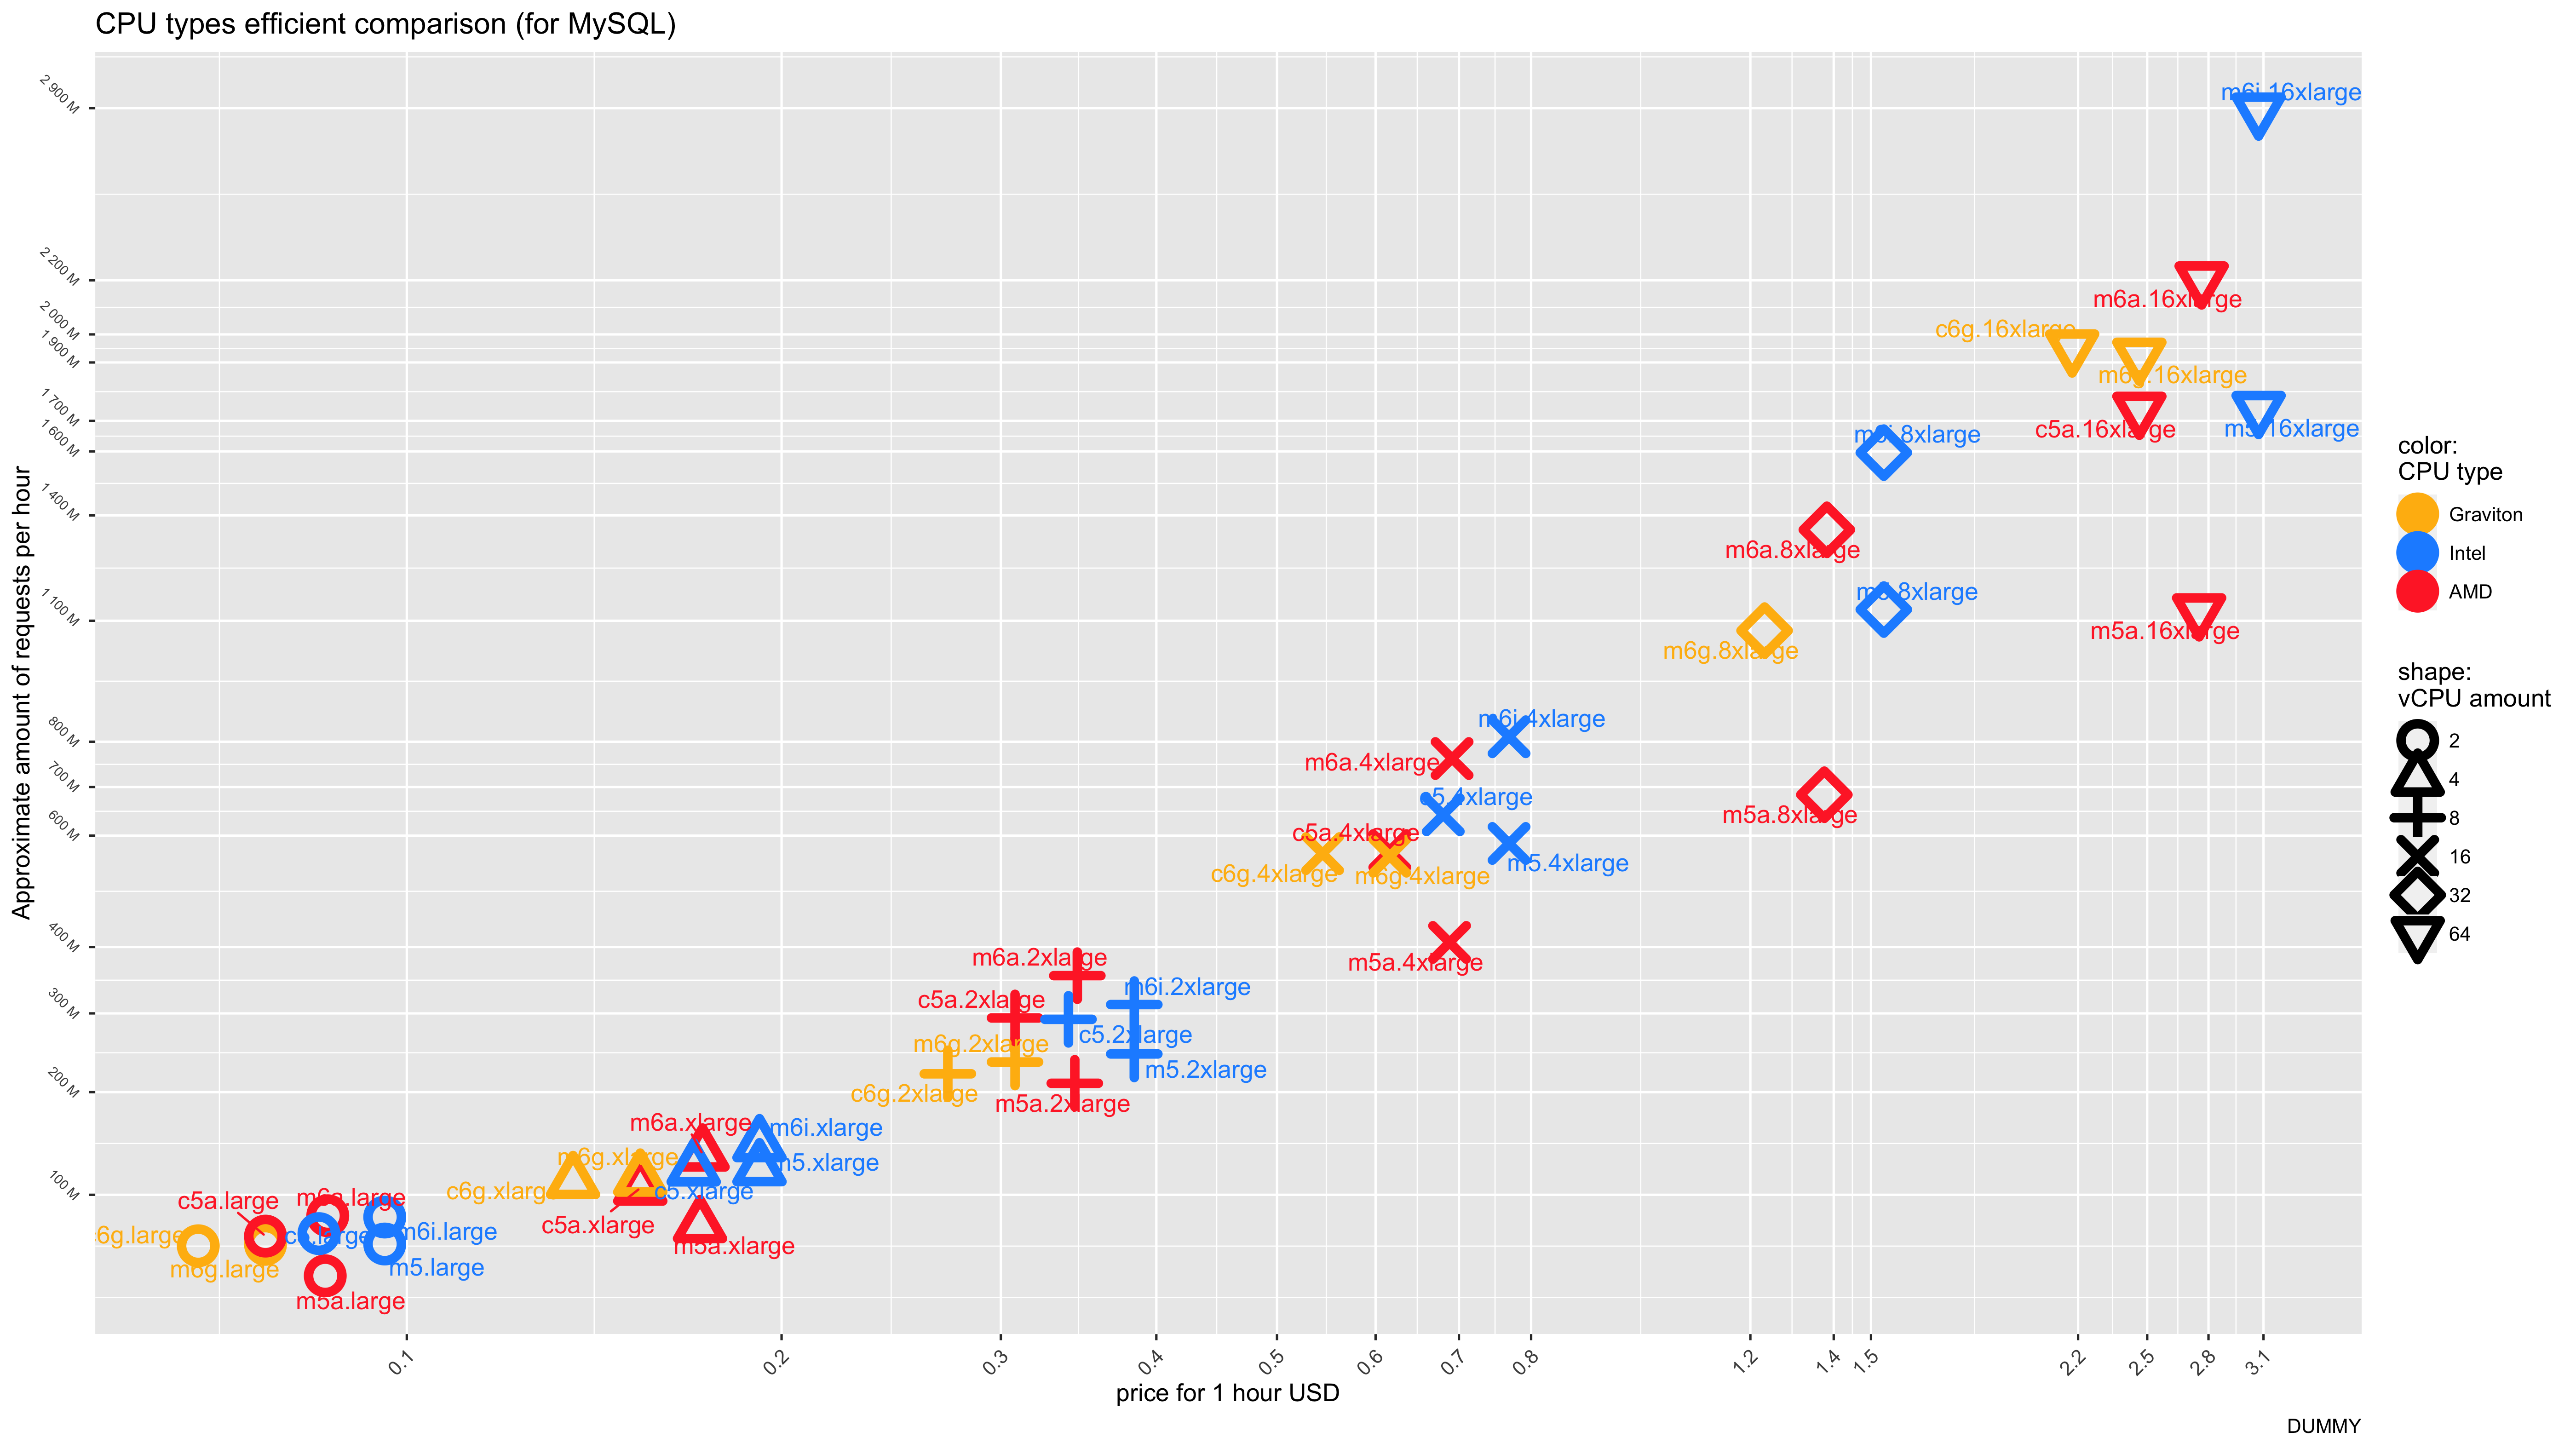 CPU types efficient comparison (for MySQL)
2 900 M
2 200 M
2 000 M
1 900 M
1 700 M
1 600 M
1 400 M
1 100 M
800 M
700 M
600 M
400 M
300 M
200 M
100 M
Approximate amount of requests per hour
m6i.16xlarge
m6a.16xlarge
c6g.16xlarge
m6g.16xlarge
c5a.16xlarge
m5.16xlarge
m6i.8xlarge
m6a.8xlarge
m5.8xlarge
m5a.16xlarge
m6g.8xlarge
m6i.4xlarge
m6a.4xlarge
c5.4xlarge
m5a.8xlarge
c5a.4xlarge
m5.4xlarge
c6g.4xlarge
m6g.4xlarge
m5a.4xlarge
m6a.2xlarge
m6i.2xlarge
c5a.2xlarge
c5.2xlarge
m6g.2xlarge
m5.2xlarge
c6g.2xlarge
m5a.2xlarge
m6a.xlarge
m6i.xlarge
m6g.xlarge
m5.xlarge
c6g.xlarge
c5.xlarge
c5a.xlarge
m5a.xlarge
c5a.large
m6a.large
6g.large
c5.large
m6i.large
m6g.large
m5.large
m5a.large
0.1
0.2
0.3
0.4
0.5
0.6
0.7
0.8
1.2
1.4
1.5
2.2
2.5
2.8
3.1
price for 1 hour USD
color:
CPU type
Graviton
Intel
AMD
shape:
vCPU amount
2
4
8
16
32
64
DUMMY